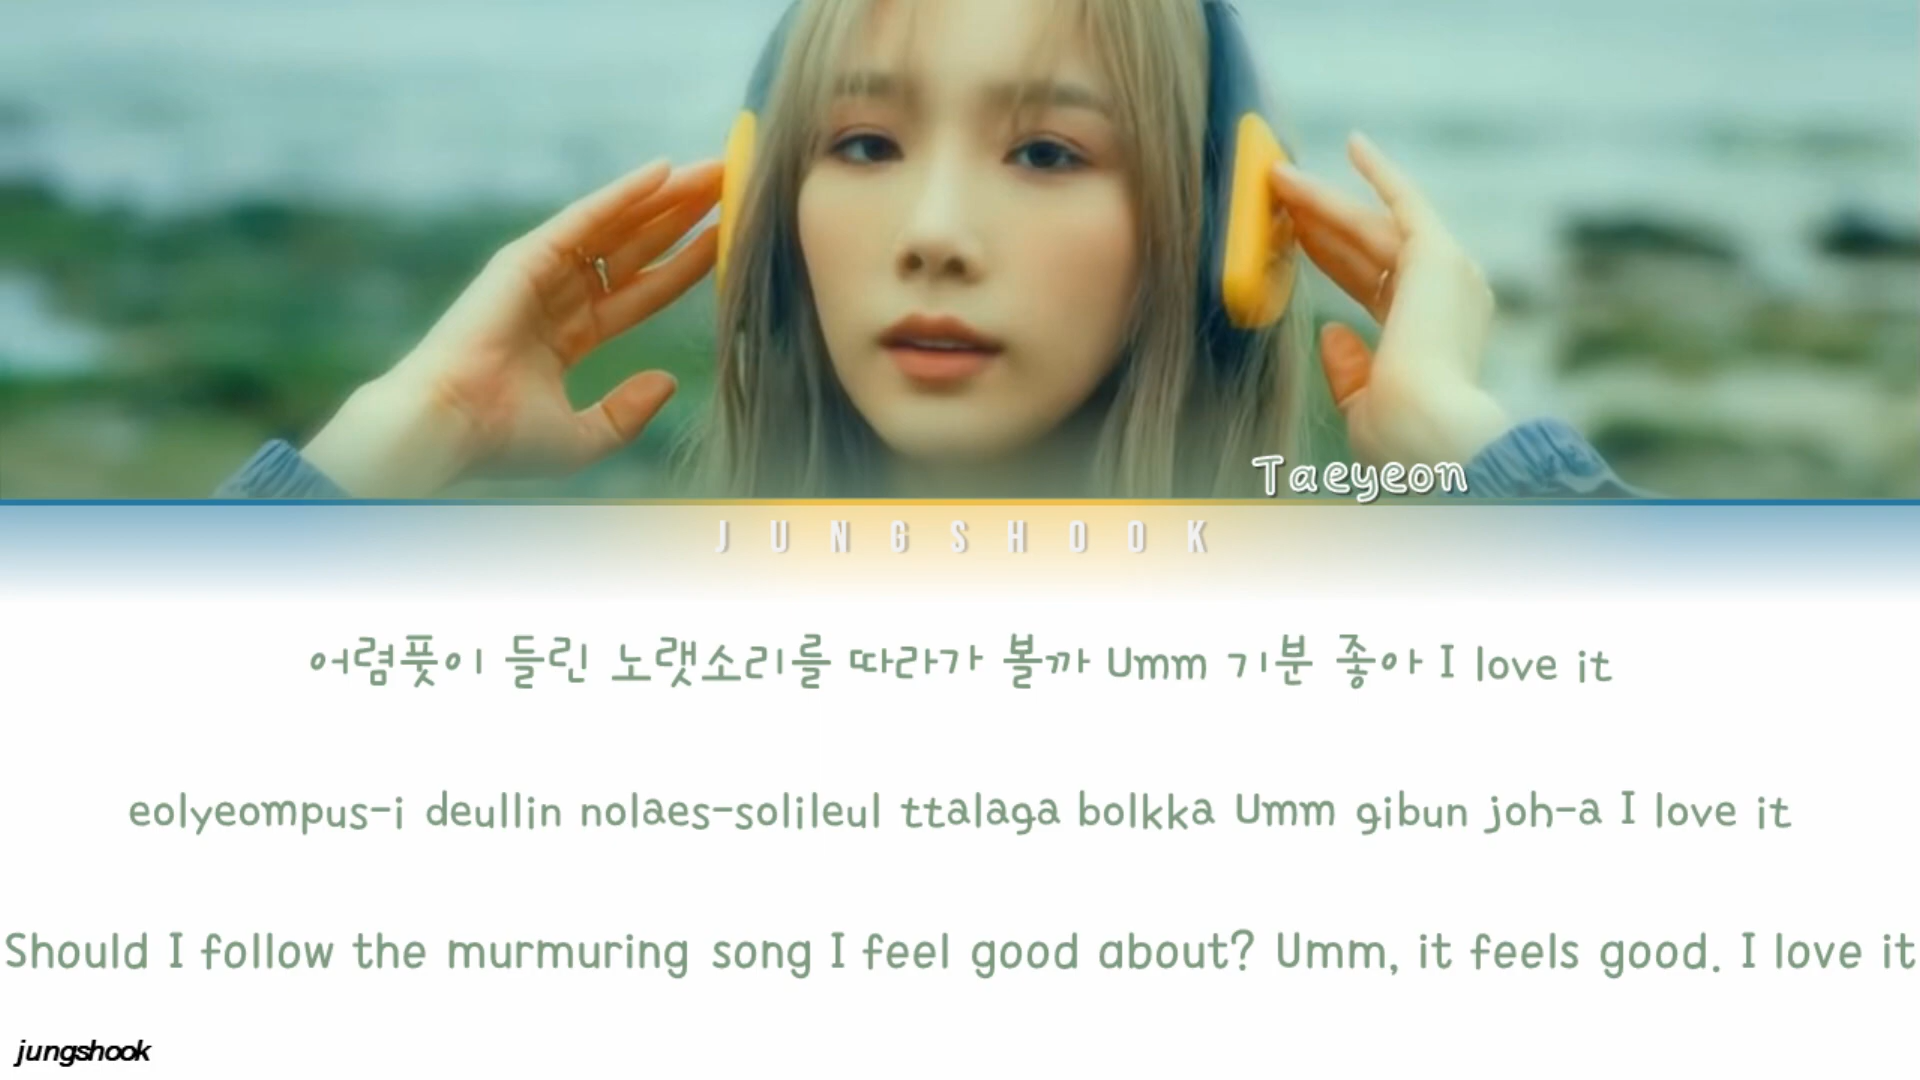 Taeyeon
JUNGSHOOK
어렴풋이 들린 노랫소리를 따라가 볼까 Umm 기분 좋아 I love it
eolyeompus-i deullin nolaes-solileul ttalaga bolkka Umm gibun joh-a I love it
Should I follow the murmuring song I feel good about? Umm, it feels good. I love it
jungshook